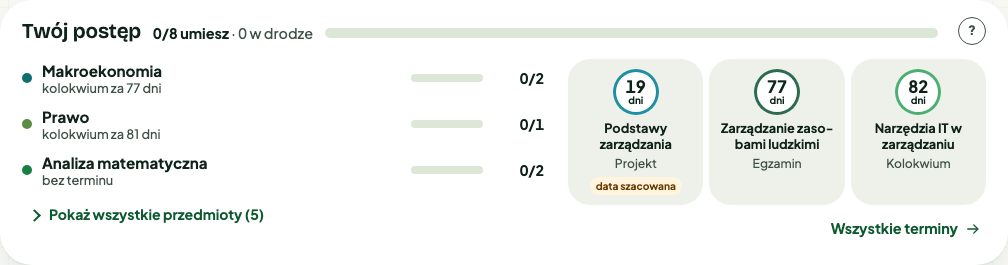 Twój postęp 0/8 umiesz · 0 w drodze
?
Makroekonomia
kolokwium za 77 dni
0/2
Prawo
kolokwium za 81 dni
0/1
Analiza matematyczna
bez terminu
0/2
Pokaż wszystkie przedmioty (5)
19
dni
Podstawy
zarządzania
Projekt
data szacowana
77
dni
Zarządzanie zaso-
bami ludzkimi
Egzamin
82
dni
Narzędzia IT w
zarządzaniu
Kolokwium
Wszystkie terminy →